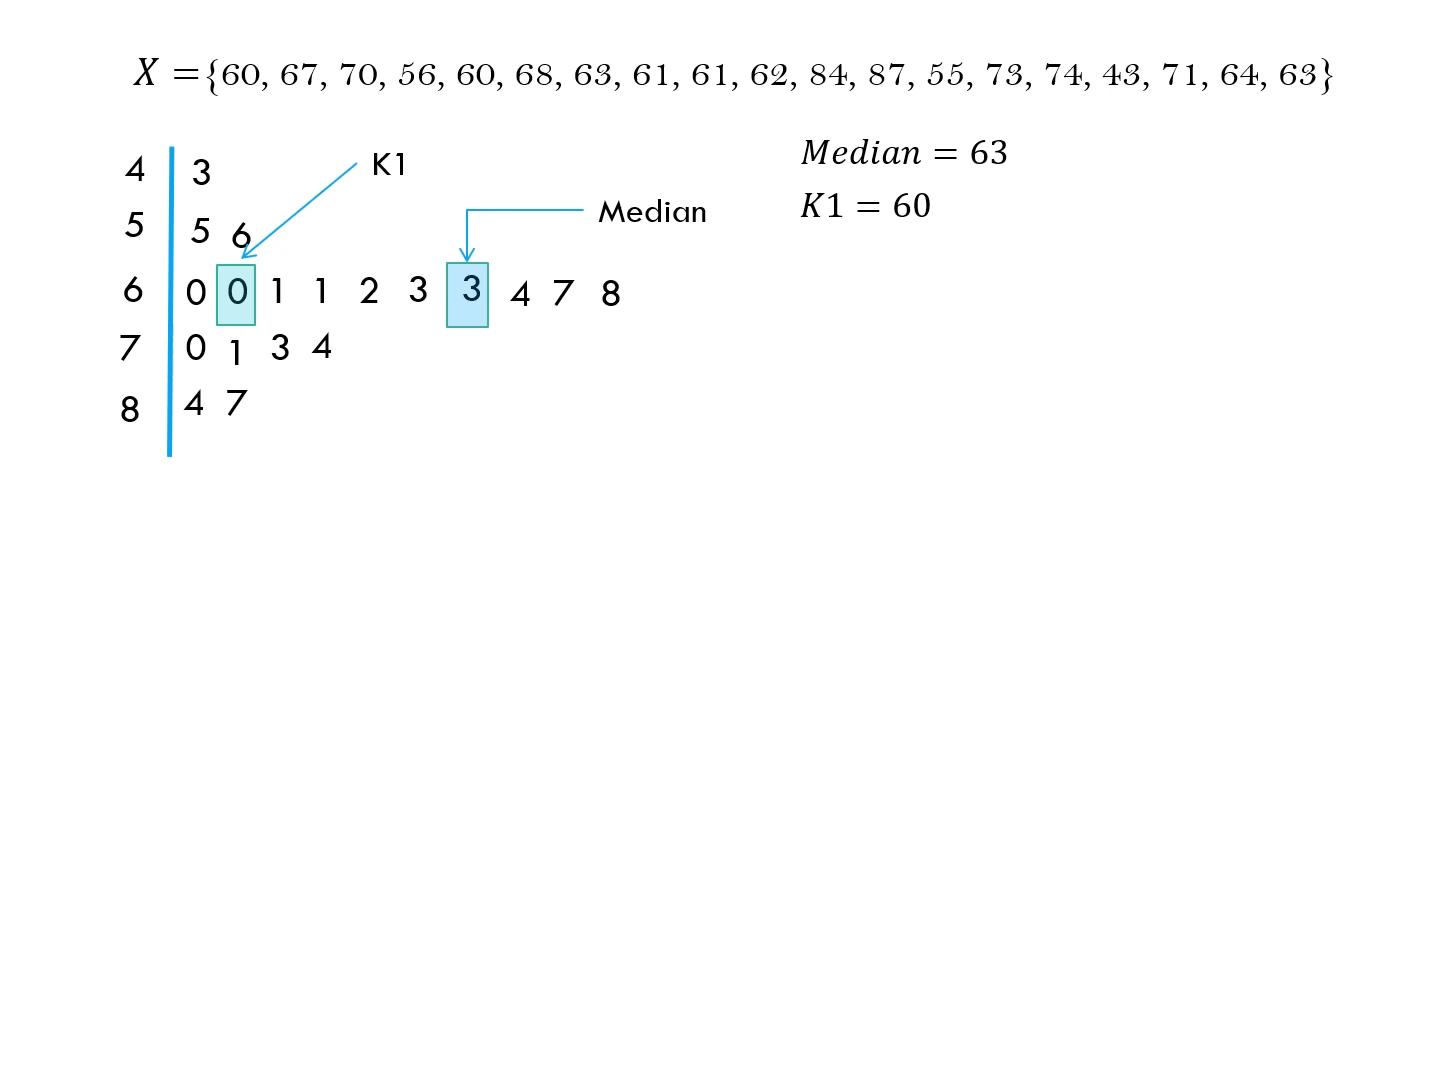 X = {60, 67, 70, 56, 60, 68, 63, 61, 61, 62, 84, 87, 55, 73, 74, 43, 71, 64, 63}
Median = 63
K1 = 60
K1
Median
4 3
5 5 6
6 0 0 1 1 2 3 3 4 7 8
7 0 1 3 4
8 4 7